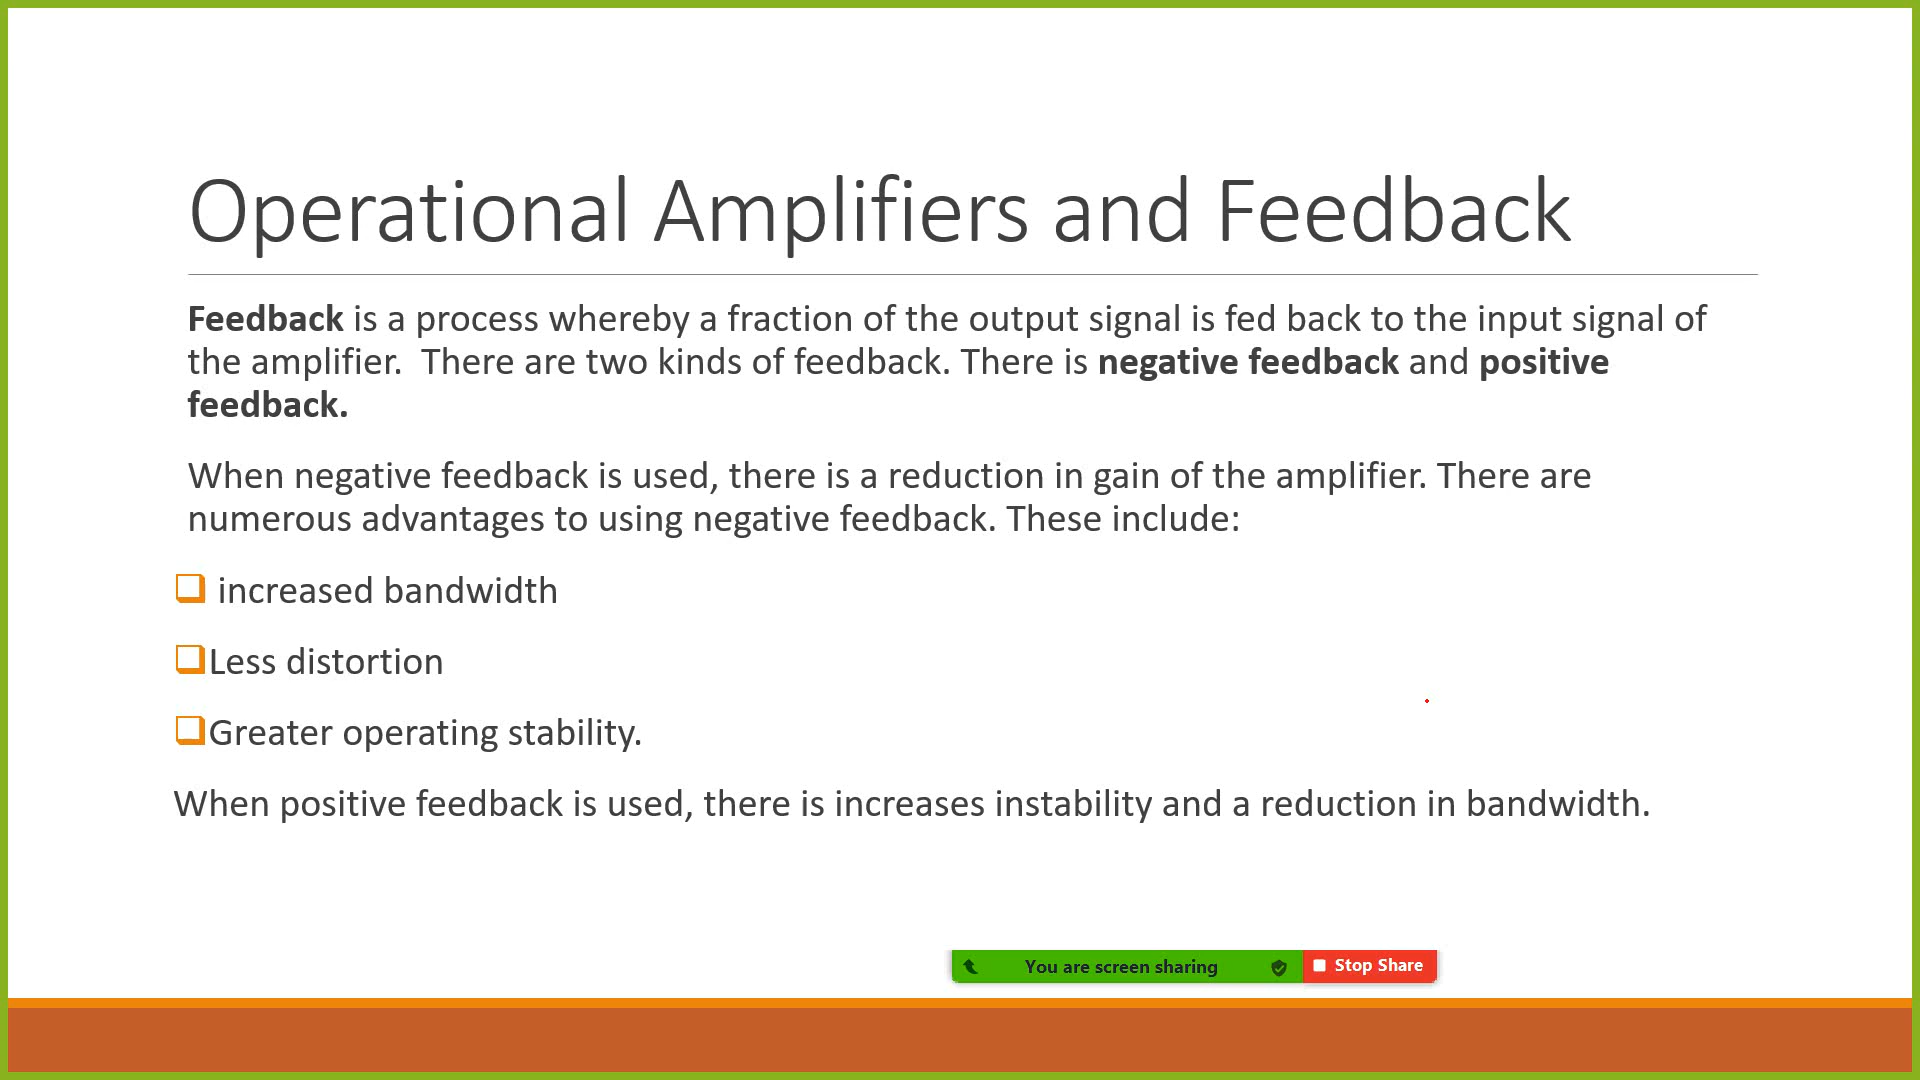 Operational Amplifiers and Feedback
Feedback is a process whereby a fraction of the output signal is fed back to the input signal of
the amplifier.  There are two kinds of feedback. There is negative feedback and positive
feedback.
When negative feedback is used, there is a reduction in gain of the amplifier. There are
numerous advantages to using negative feedback. These include:
increased bandwidth
Less distortion
Greater operating stability.
When positive feedback is used, there is increases instability and a reduction in bandwidth.
You are screen sharing
Stop Share